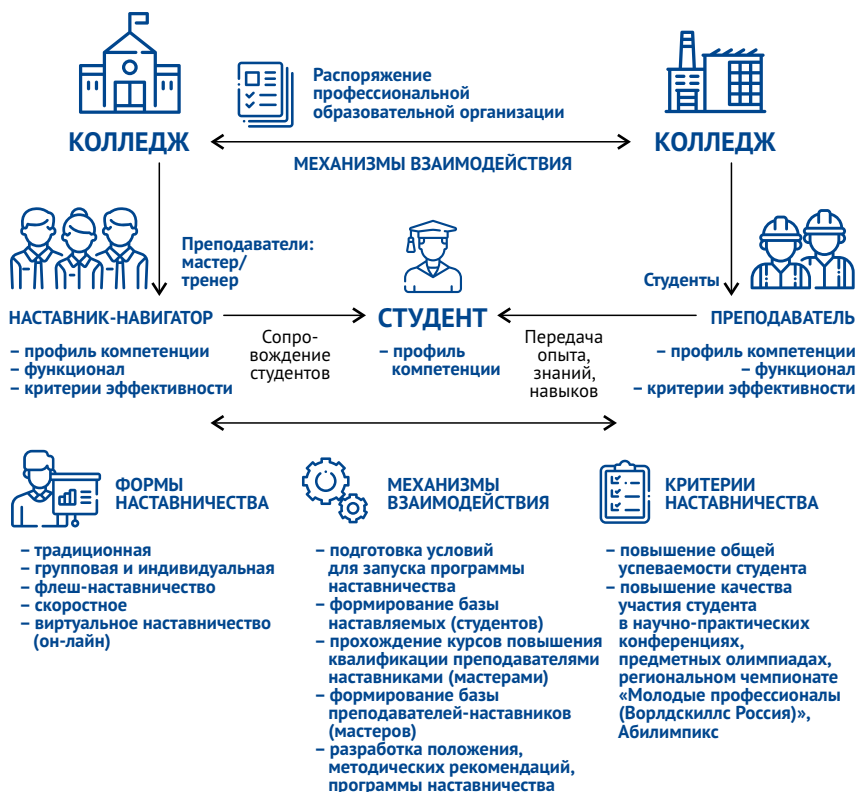 Распоряжение
профессиональной
образовательной организации
КОЛЛЕДЖ
КОЛЛЕДЖ
МЕХАНИЗМЫ ВЗАИМОДЕЙСТВИЯ
Преподаватели:
мастер/
тренер
Студенты
НАСТАВНИК-НАВИГАТОР
– профиль компетенции
– функционал
– критерии эффективности
Сопро-
вождение
студентов
СТУДЕНТ
– профиль
компетенции
Передача
опыта,
знаний,
навыков
ПРЕПОДАВАТЕЛЬ
– профиль компетенции
– функционал
– критерии эффективности
ФОРМЫ
НАСТАВНИЧЕСТВА
– традиционная
– групповая и индивидуальная
– флеш-наставничество
– скоростное
– виртуальное наставничество
(он-лайн)
МЕХАНИЗМЫ
ВЗАИМОДЕЙСТВИЯ
– подготовка условий
для запуска программы
наставничества
– формирование базы
наставляемых (студентов)
– прохождение курсов повышения
квалификации преподавателями
наставниками (мастерами)
– формирование базы
преподавателей-наставников
(мастеров)
– разработка положения,
методических рекомендаций,
программы наставничества
КРИТЕРИИ
НАСТАВНИЧЕСТВА
– повышение общей
успеваемости студента
– повышение качества
участия студента
в научно-практических
конференциях,
предметных олимпиадах,
региональном чемпионате
«Молодые профессионалы
(Ворлдскиллс Россия)»,
Абилимпикс